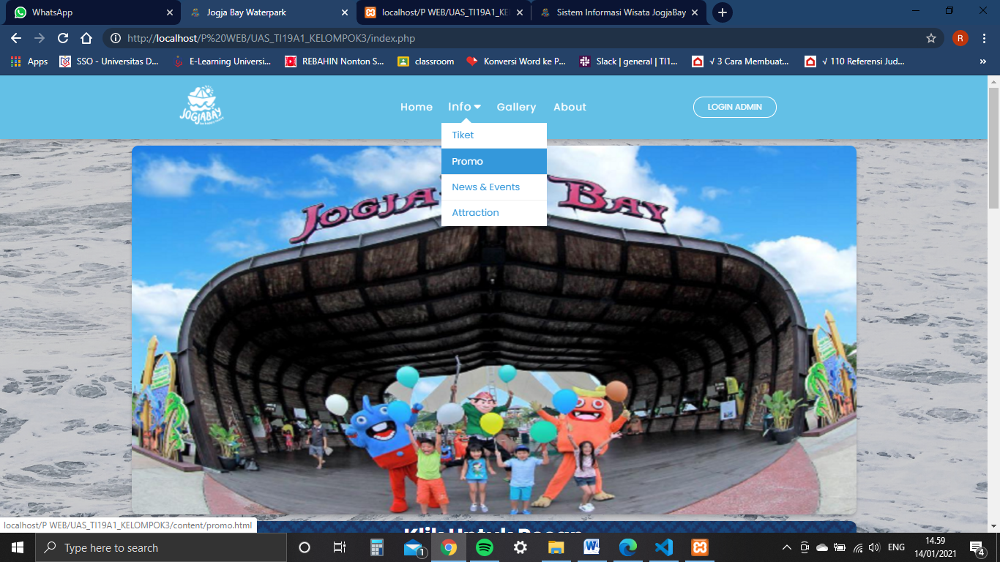 WhatsApp
Jogja Bay Waterpark
localhost/P WEB/UAS_TI19A1_KE
Sistem Informasi Wisata JogjaBay
http://localhost/P%20WEB/UAS_TI19A1_KELOMPOK3/index.php
R
Apps
SSO - Universitas D...
E-Learning Universi...
REBAHIN Nonton S...
classroom
Konversi Word ke P...
Slack | general | TI1...
√ 3 Cara Membuat...
√ 110 Referensi Jud...
»
JOGJABAY
Home
Info
Gallery
About
LOGIN ADMIN
Tiket
Promo
News & Events
Attraction
JOGJA BAY
Klik Untuk Pesan
localhost/P WEB/UAS_TI19A1_KELOMPOK3/content/promo.html
Type here to search
1
ENG
14.59
14/01/2021
4